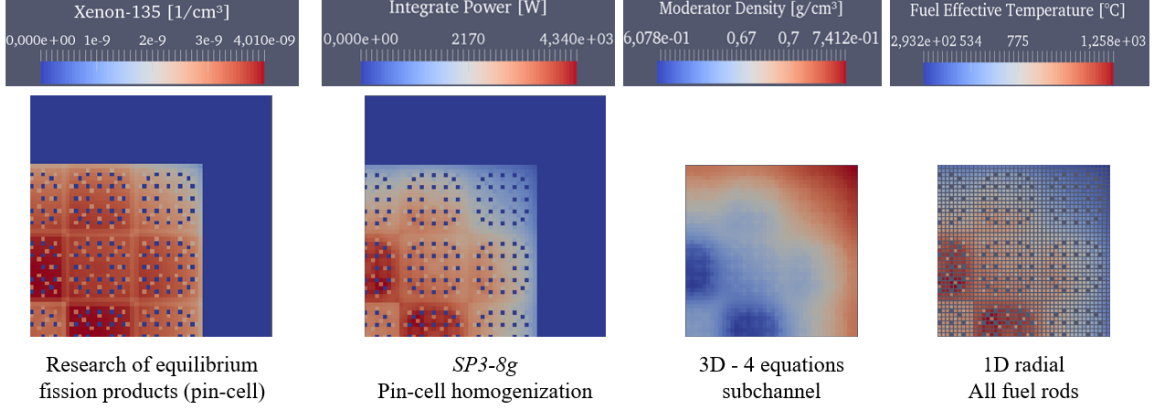 Xenon-135 [1/cm³]
0,000e+00 1e-9 2e-9 3e-9 4,010e-09
Integrate Power [W]
0,000e+00 2170 4,340e+03
Moderator Density [g/cm³]
6,078e-01 0,67 0,7 7,412e-01
Fuel Effective Temperature [°C]
2,932e+02 534 775 1,258e+03
Research of equilibrium
fission products (pin-cell)
SP3-8g
Pin-cell homogenization
3D - 4 equations
subchannel
1D radial
All fuel rods